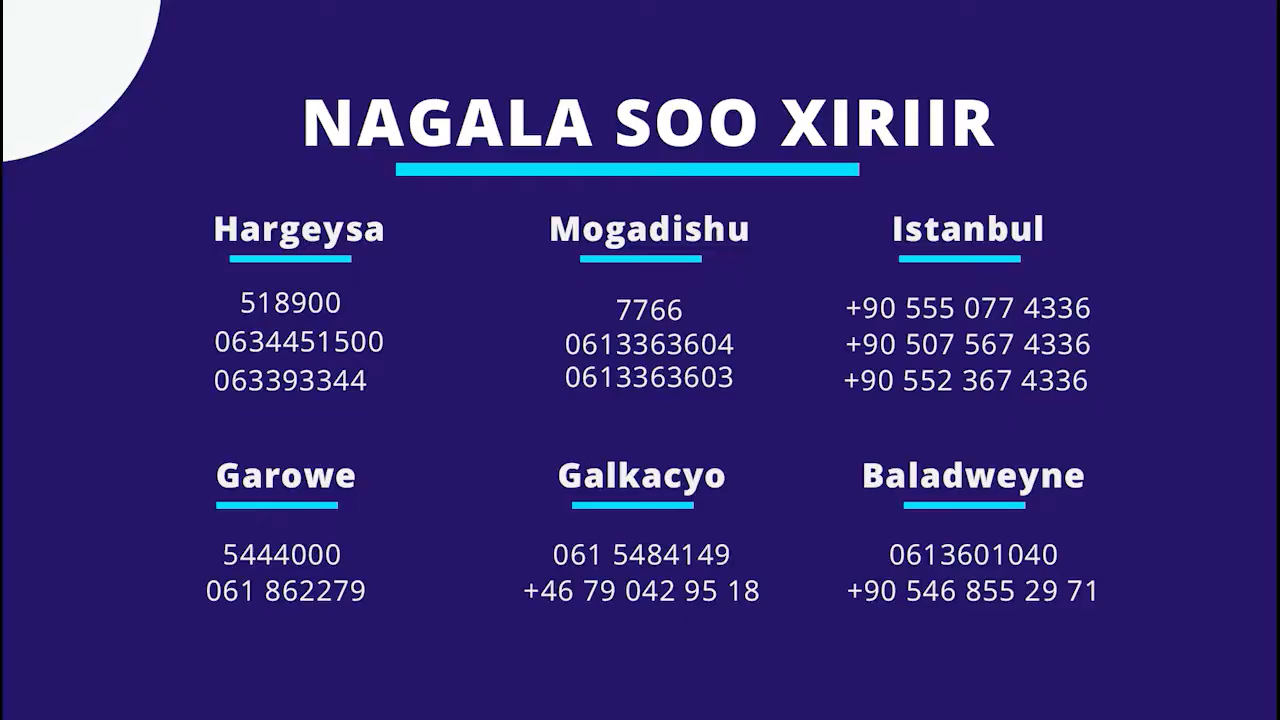 NAGALA SOO XIRIIR
Hargeysa
518900
0634451500
063393344
Mogadishu
7766
0613363604
0613363603
Istanbul
+90 555 077 4336
+90 507 567 4336
+90 552 367 4336
Garowe
5444000
061 862279
Galkacyo
061 5484149
+46 79 042 95 18
Baladweyne
0613601040
+90 546 855 29 71